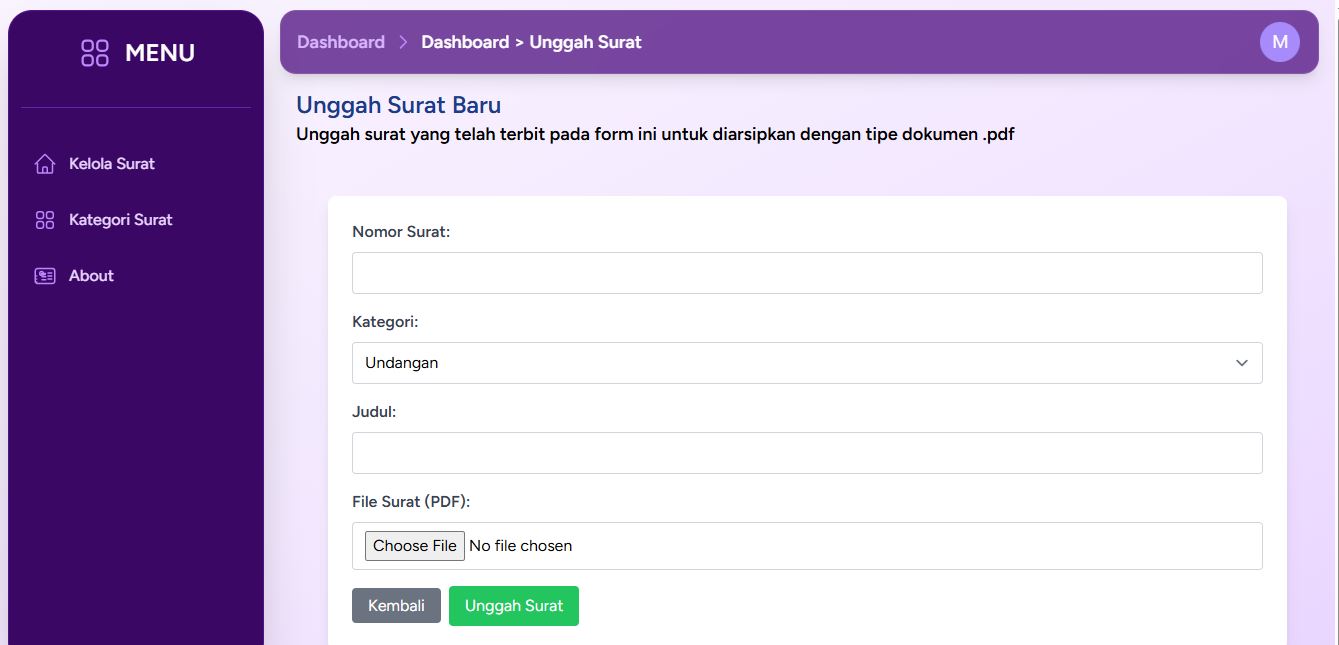 MENU
Kelola Surat
Kategori Surat
About
Dashboard > Dashboard > Unggah Surat
M
Unggah Surat Baru
Unggah surat yang telah terbit pada form ini untuk diarsipkan dengan tipe dokumen .pdf
Nomor Surat:
Kategori:
Undangan
Judul:
File Surat (PDF):
Choose File No file chosen
Kembali Unggah Surat